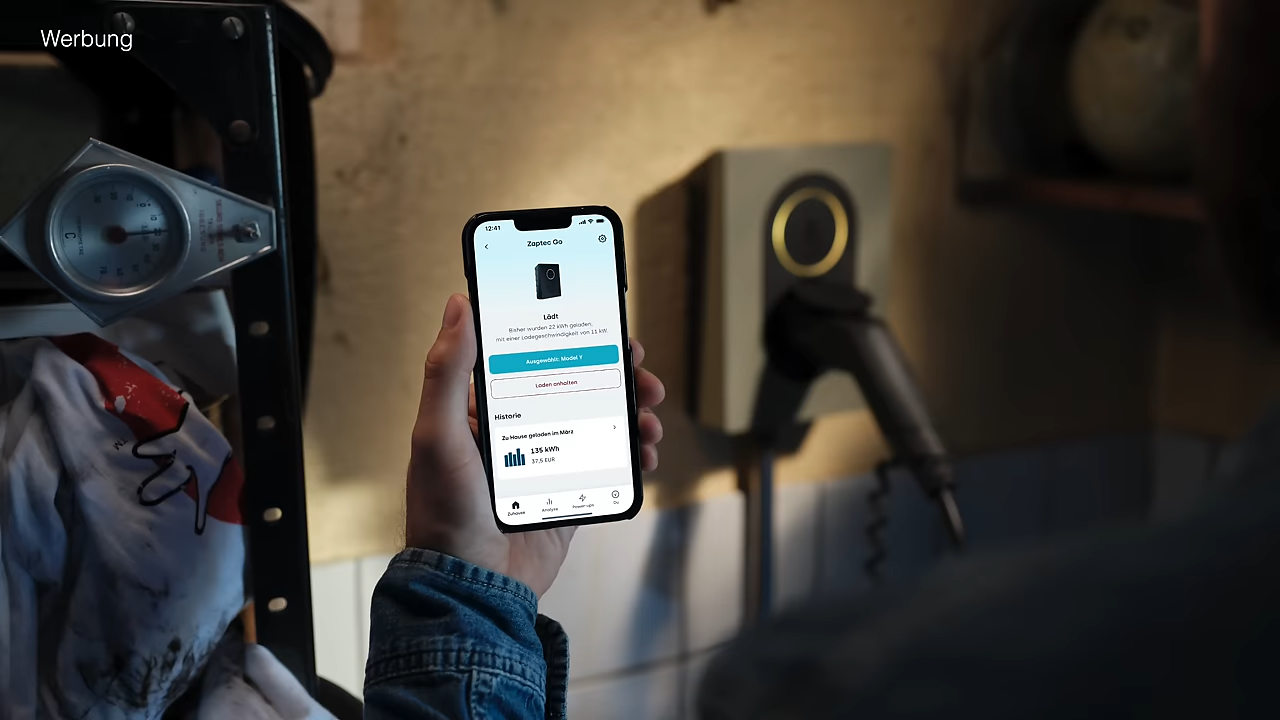 Werbung
12:41
Zaptec Go
Lädt
Bisher wurden 22 kWh geladen,
mit einer Ladegeschwindigkeit von 11 kW.
Ausgewählt: Model Y
Laden anhalten
Historie
Zu Hause geladen im März
135 kWh
37,5 EUR
Zuhause
Analyse
Power ups
Du